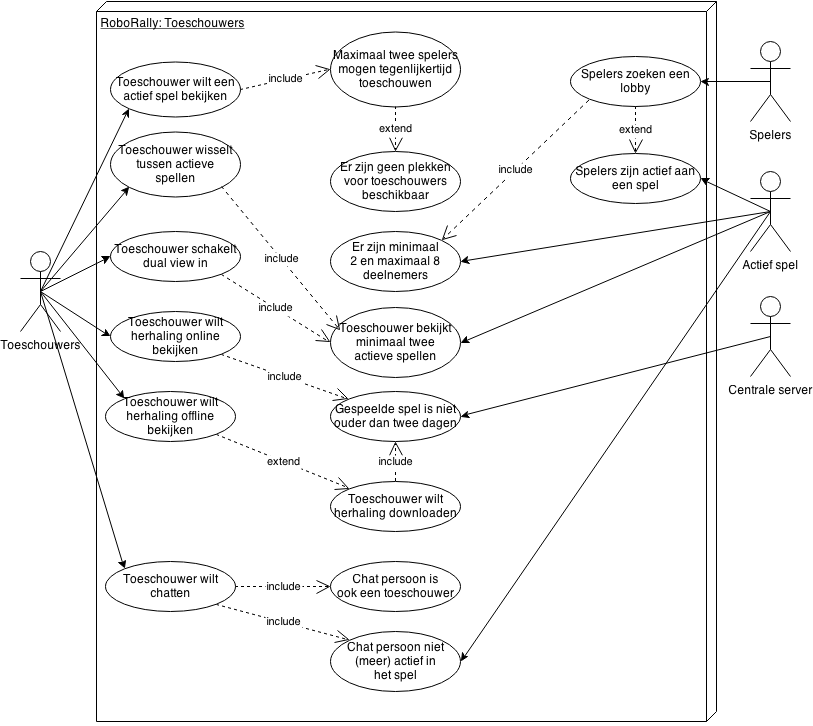 RoboRally: Toeschouwers
Toeschouwer wilt een
actief spel bekijken
include
Maximaal twee spelers
mogen tegenlijkertijd
toeschouwen
Spelers zoeken een
lobby
Spelers
extend
extend
Toeschouwer wisselt
tussen actieve
spellen
Er zijn geen plekken
voor toeschouwers
beschikbaar
include
Spelers zijn actief aan
een spel
Actief spel
Toeschouwer schakelt
dual view in
include
Er zijn minimaal
2 en maximaal 8
deelnemers
include
Toeschouwers
Toeschouwer wilt
herhaling online
bekijken
Toeschouwer bekijkt
minimaal twee
actieve spellen
include
Centrale server
Toeschouwer wilt
herhaling offline
bekijken
Gespeelde spel is niet
ouder dan twee dagen
extend
include
Toeschouwer wilt
herhaling downloaden
Toeschouwer wilt
chatten
include
Chat persoon is
ook een toeschouwer
include
Chat persoon niet
(meer) actief in
het spel